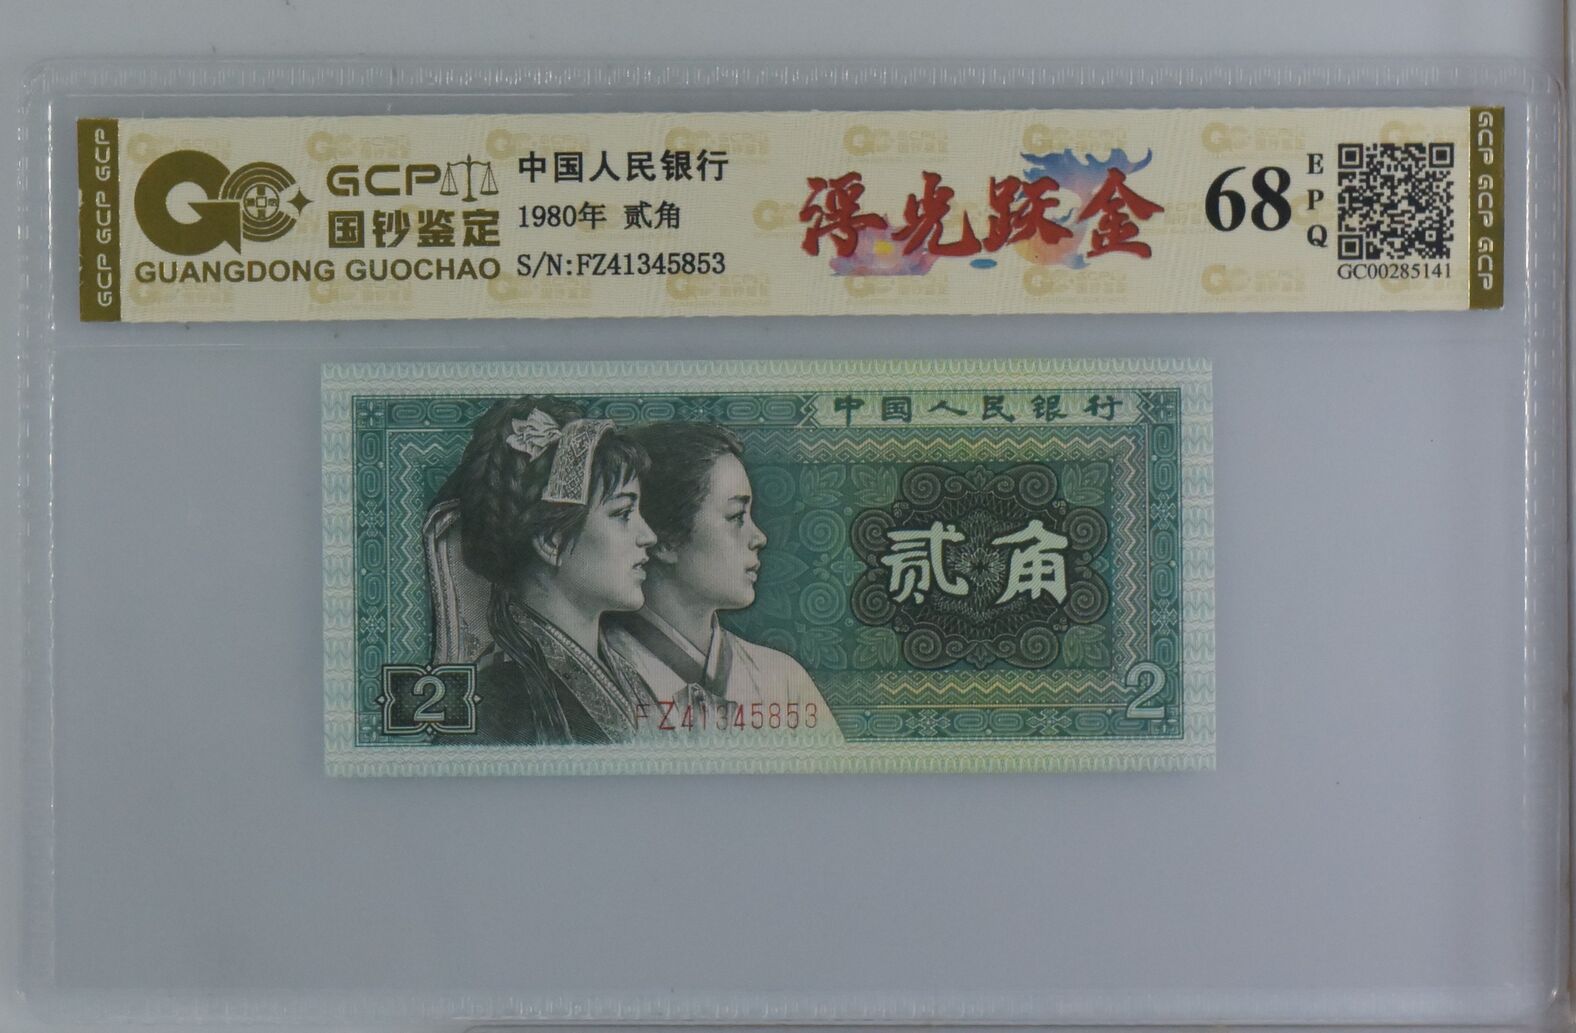 GCP GCP GCP
GCP
国钞鉴定
GUANGDONG GUOCHAO
中国人民银行
1980年 贰角
S/N:FZ41345853
浮光跃金
68
EPQ
GC00285141
GCP GCP GCP
中国人民银行
贰角
2
FZ41345853
2